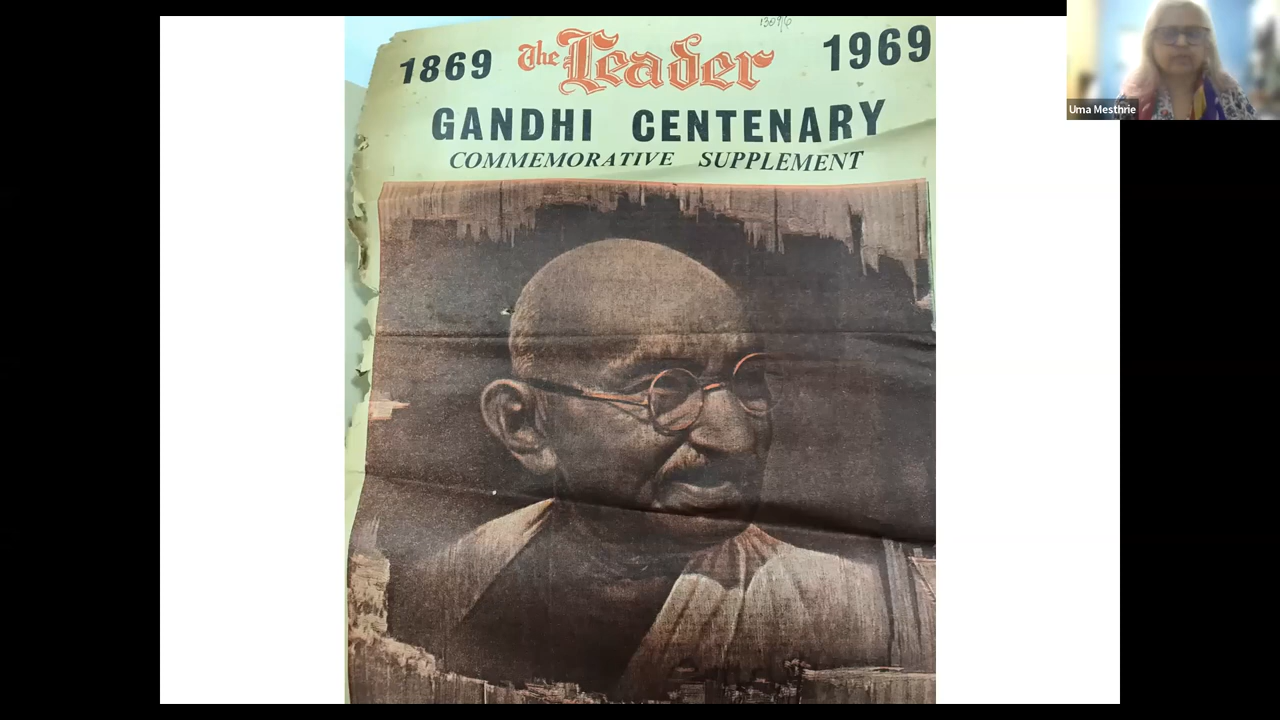 1869 The Leader 1969
GANDHI CENTENARY
COMMEMORATIVE SUPPLEMENT
Uma Mesthrie